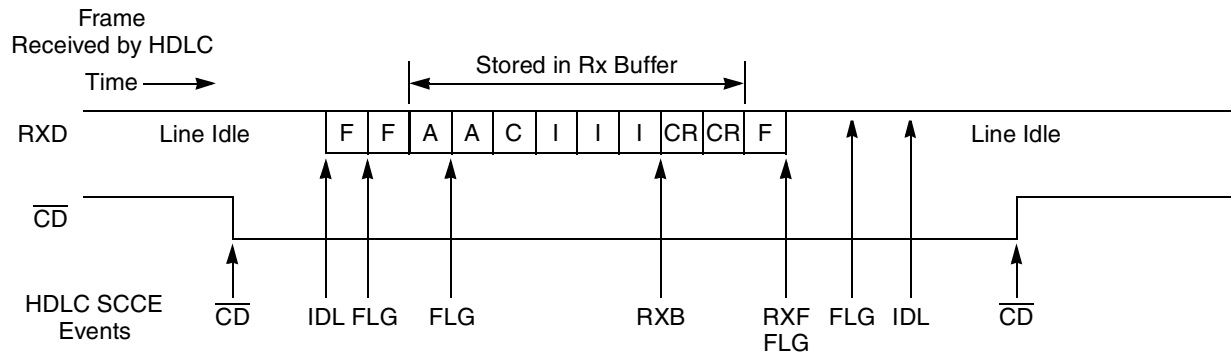 Frame
Received by HDLC
Time
Stored in Rx Buffer
RXD
Line Idle F F A A C I I I CR CR F Line Idle
CD
HDLC SCCE
Events
CD IDL FLG FLG RXB RXF FLG IDL CD
FLG